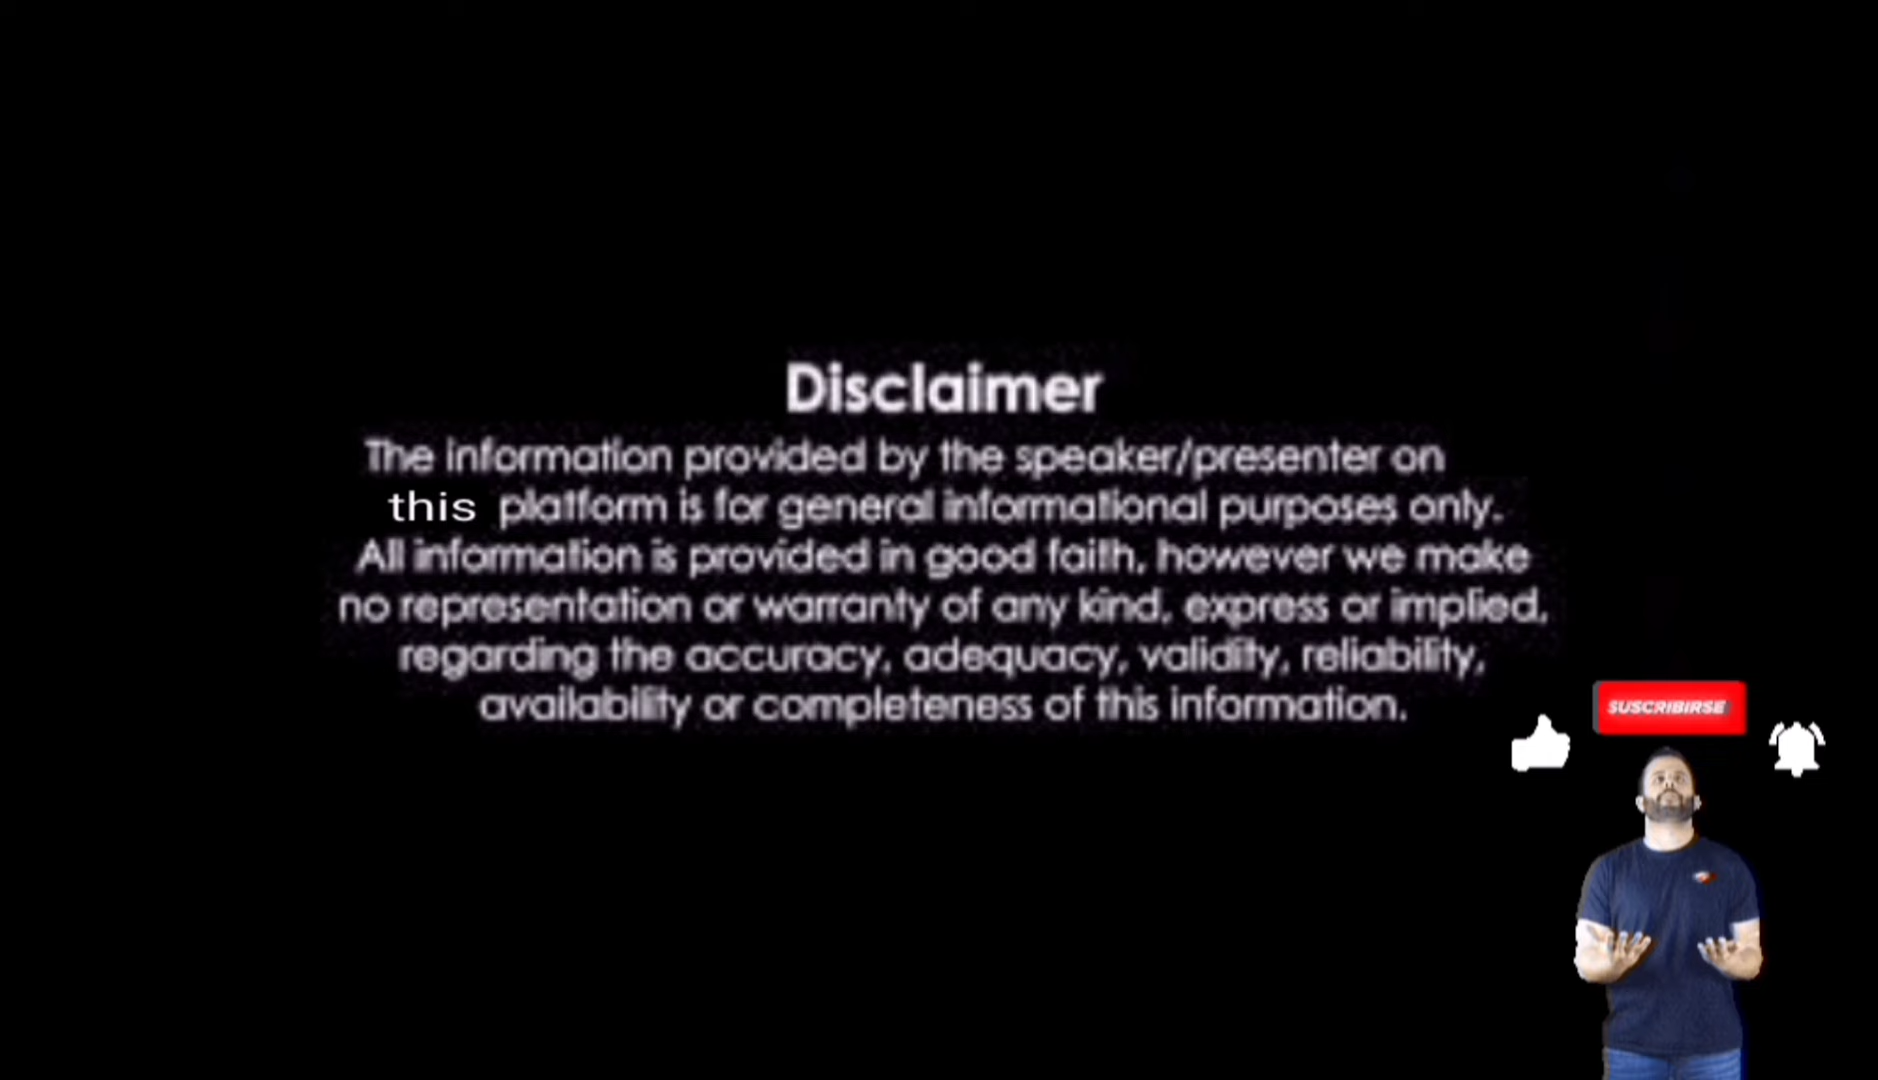 Disclaimer
The information provided by the speaker/presenter on
this platform is for general informational purposes only.
All information is provided in good faith, however we make
no representation or warranty of any kind, express or implied,
regarding the accuracy, adequacy, validity, reliability,
availability or completeness of this information.
SUSCRIBIRSE